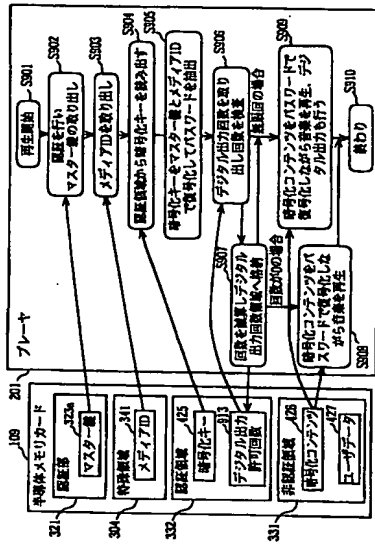 201
プレーヤ
再生開始
S901
認証を行い
マスター鍵の取り出し
S902
メディアIDを取り出し
S903
認証領域から暗号化キーを読み出す
S904
暗号化キーをマスター鍵とメディアID
で復号化してパスワードを抽出
S905
デジタル出力回数を取り
出し回数を検査
S906
無制限の場合
回数を減算しデジタル
出力回数領域へ格納
S907
回数が0の場合
暗号化コンテンツをパ
スワードで復号化しな
がら音楽を再生
S908
暗号化コンテンツをパスワードで
復号化しながら音楽を再生、デジ
タル出力も行う
S909
終わり
S910
109
半導体メモリカード
321
認証部
マスター鍵
323a
304
特殊領域
メディアID
341
332
認証領域
暗号化キー
425
デジタル出力
許可回数
913
331
非認証領域
暗号化コンテンツ
426
ユーザデータ
427